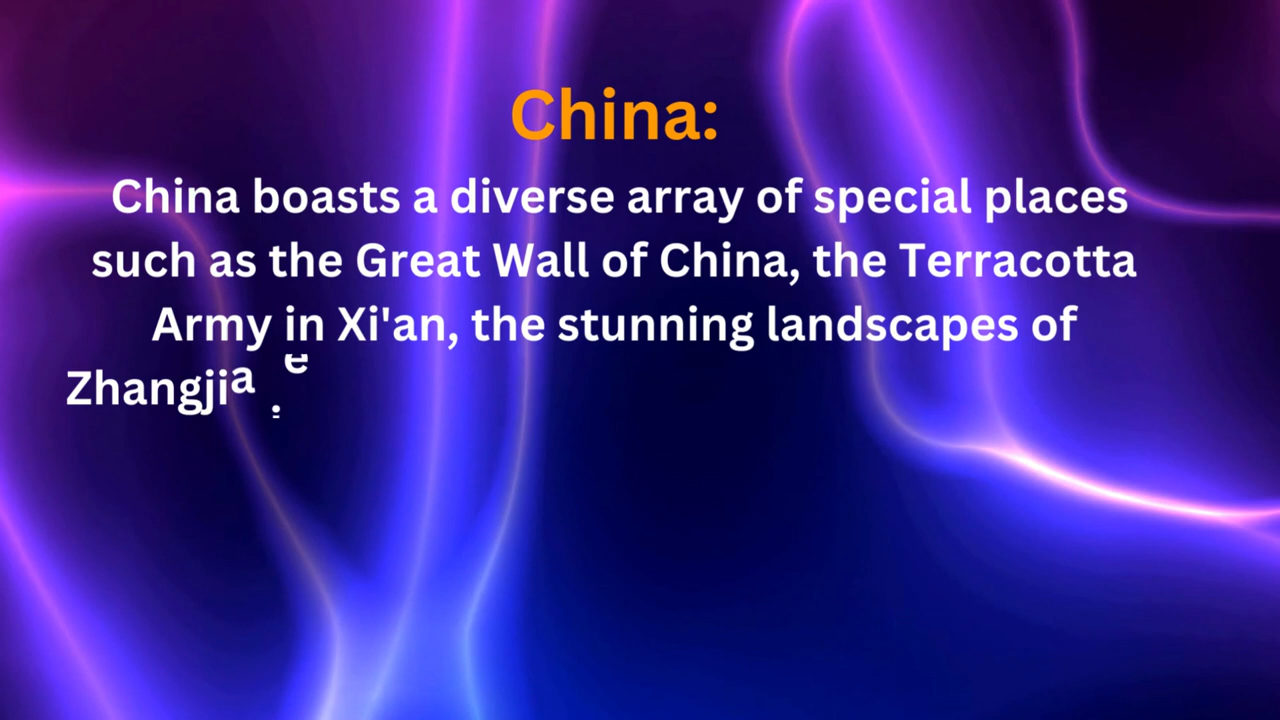 China:
China boasts a diverse array of special places
such as the Great Wall of China, the Terracotta
Army in Xi'an, the stunning landscapes of
Zhangjia